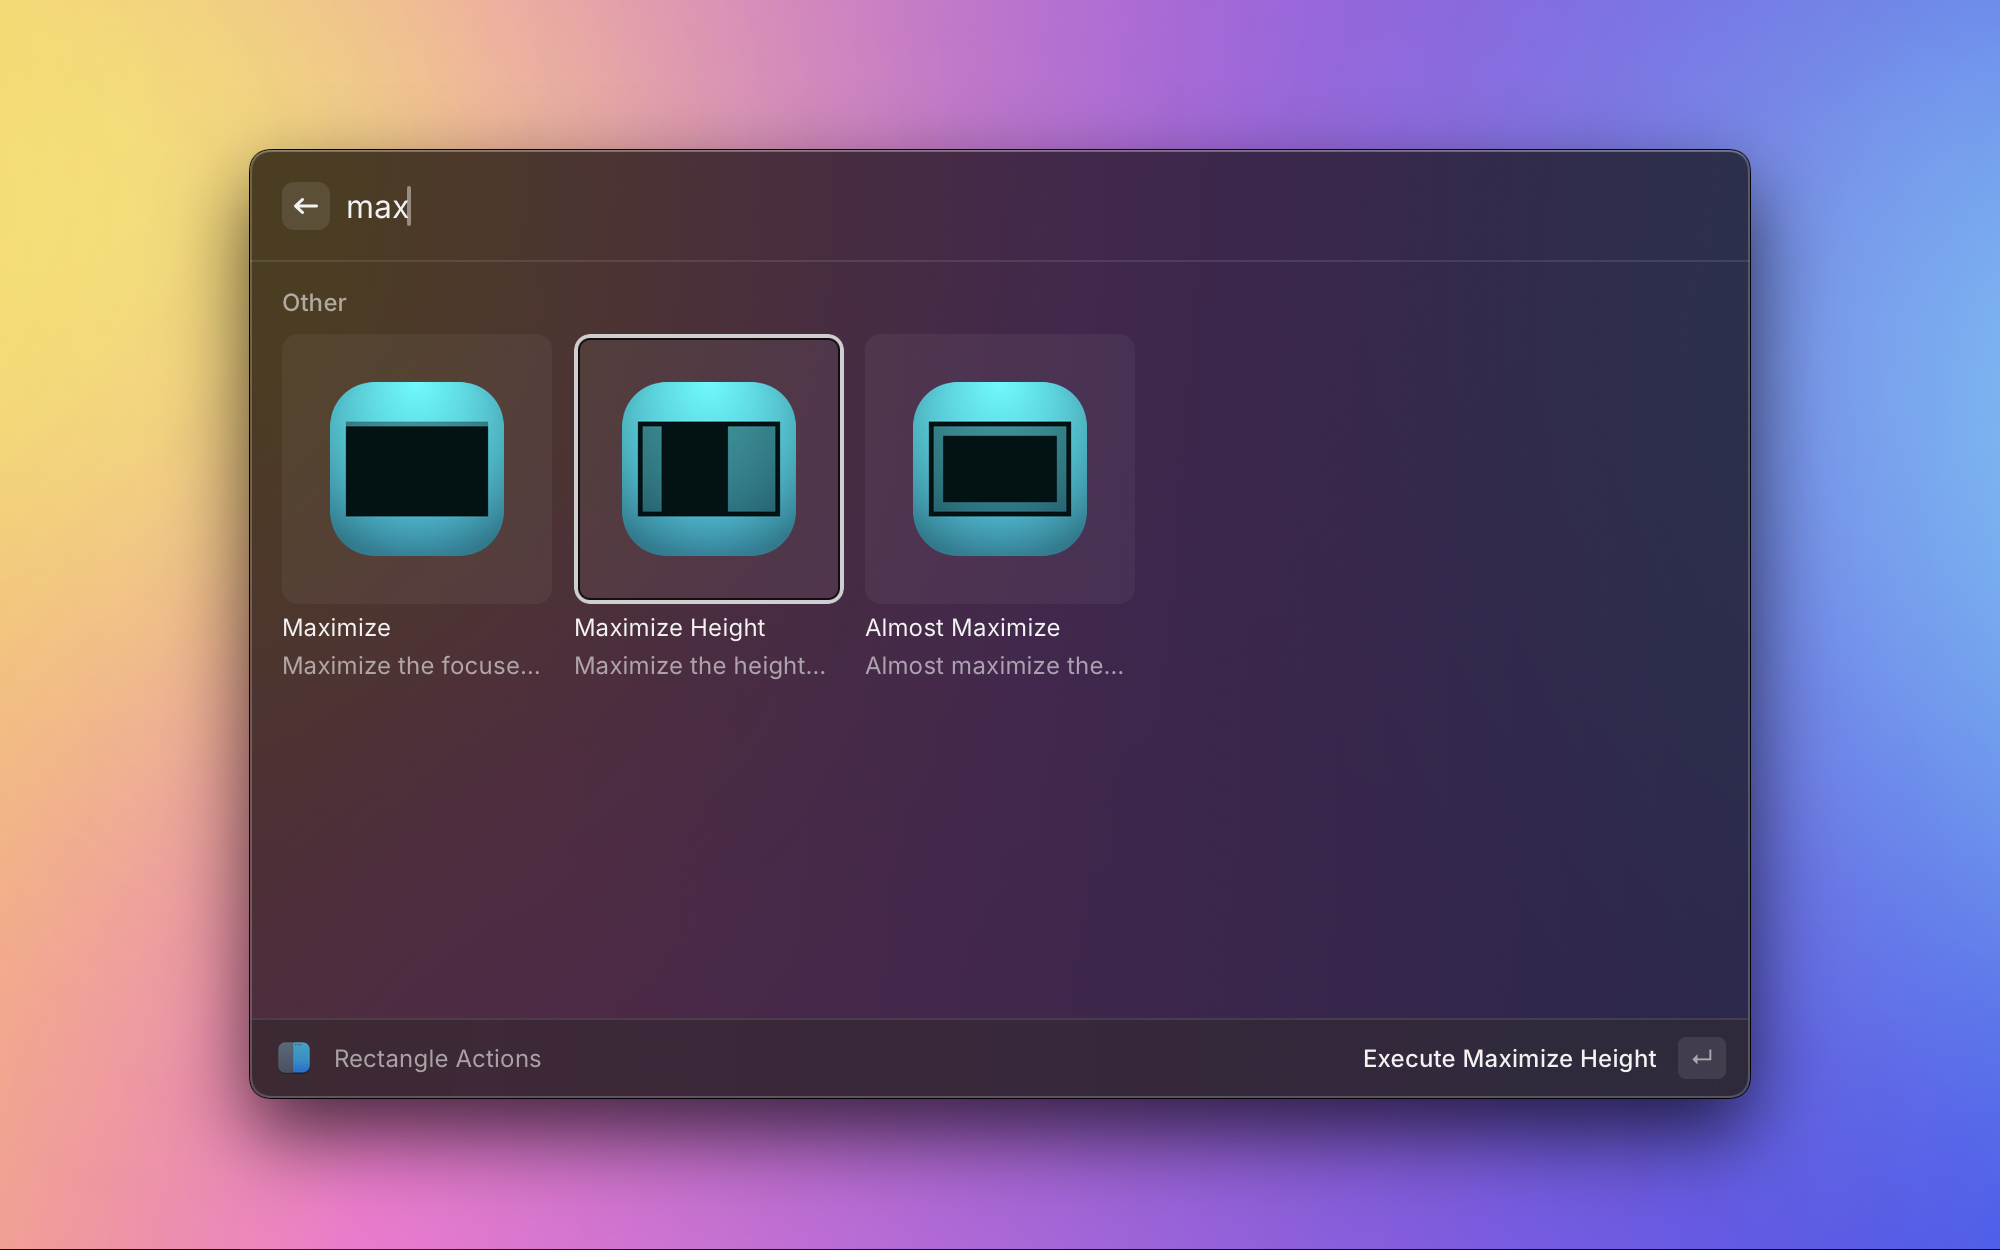 max
Other
Maximize
Maximize the focuse...
Maximize Height
Maximize the height...
Almost Maximize
Almost maximize the...
Rectangle Actions
Execute Maximize Height